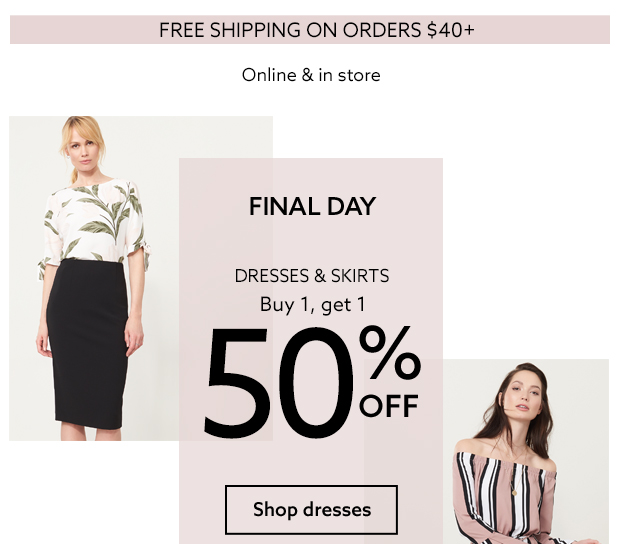 FREE SHIPPING ON ORDERS $40+
Online & in store
FINAL DAY
DRESSES & SKIRTS
Buy 1, get 1
50%
OFF
Shop dresses